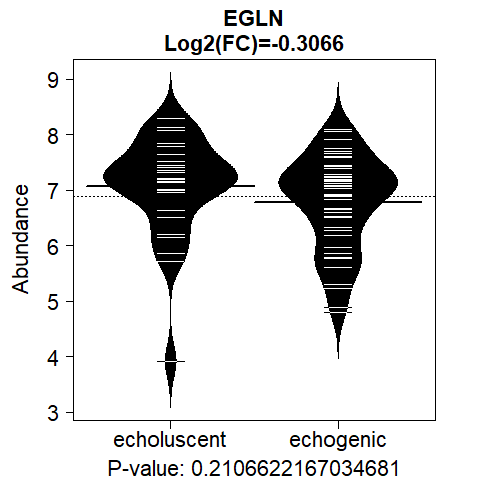 EGLN
Log2(FC)=-0.3066
Abundance
9
8
7
6
5
4
3
echoluscent echogenic
P-value: 0.2106622167034681